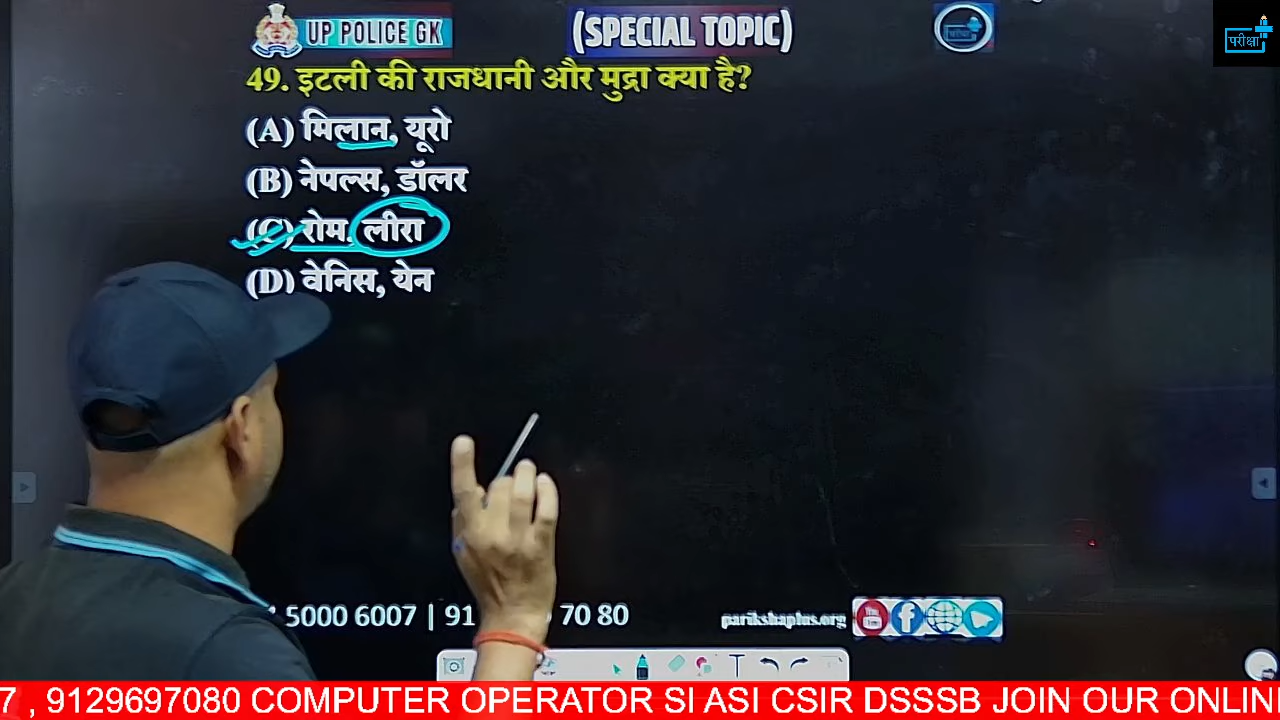 UP POLICE GK
(SPECIAL TOPIC)
परीक्षा
49. इटली की राजधानी और मुद्रा क्या है?
(A) मिलान, यूरो
(B) नेपल्स, डॉलर
(C) रोम, लीरा
(D) वेनिस, येन
5000 6007 | 91 70 80
parikshaplus.org
7 , 9129697080 COMPUTER OPERATOR SI ASI CSIR DSSSB JOIN OUR ONLIN